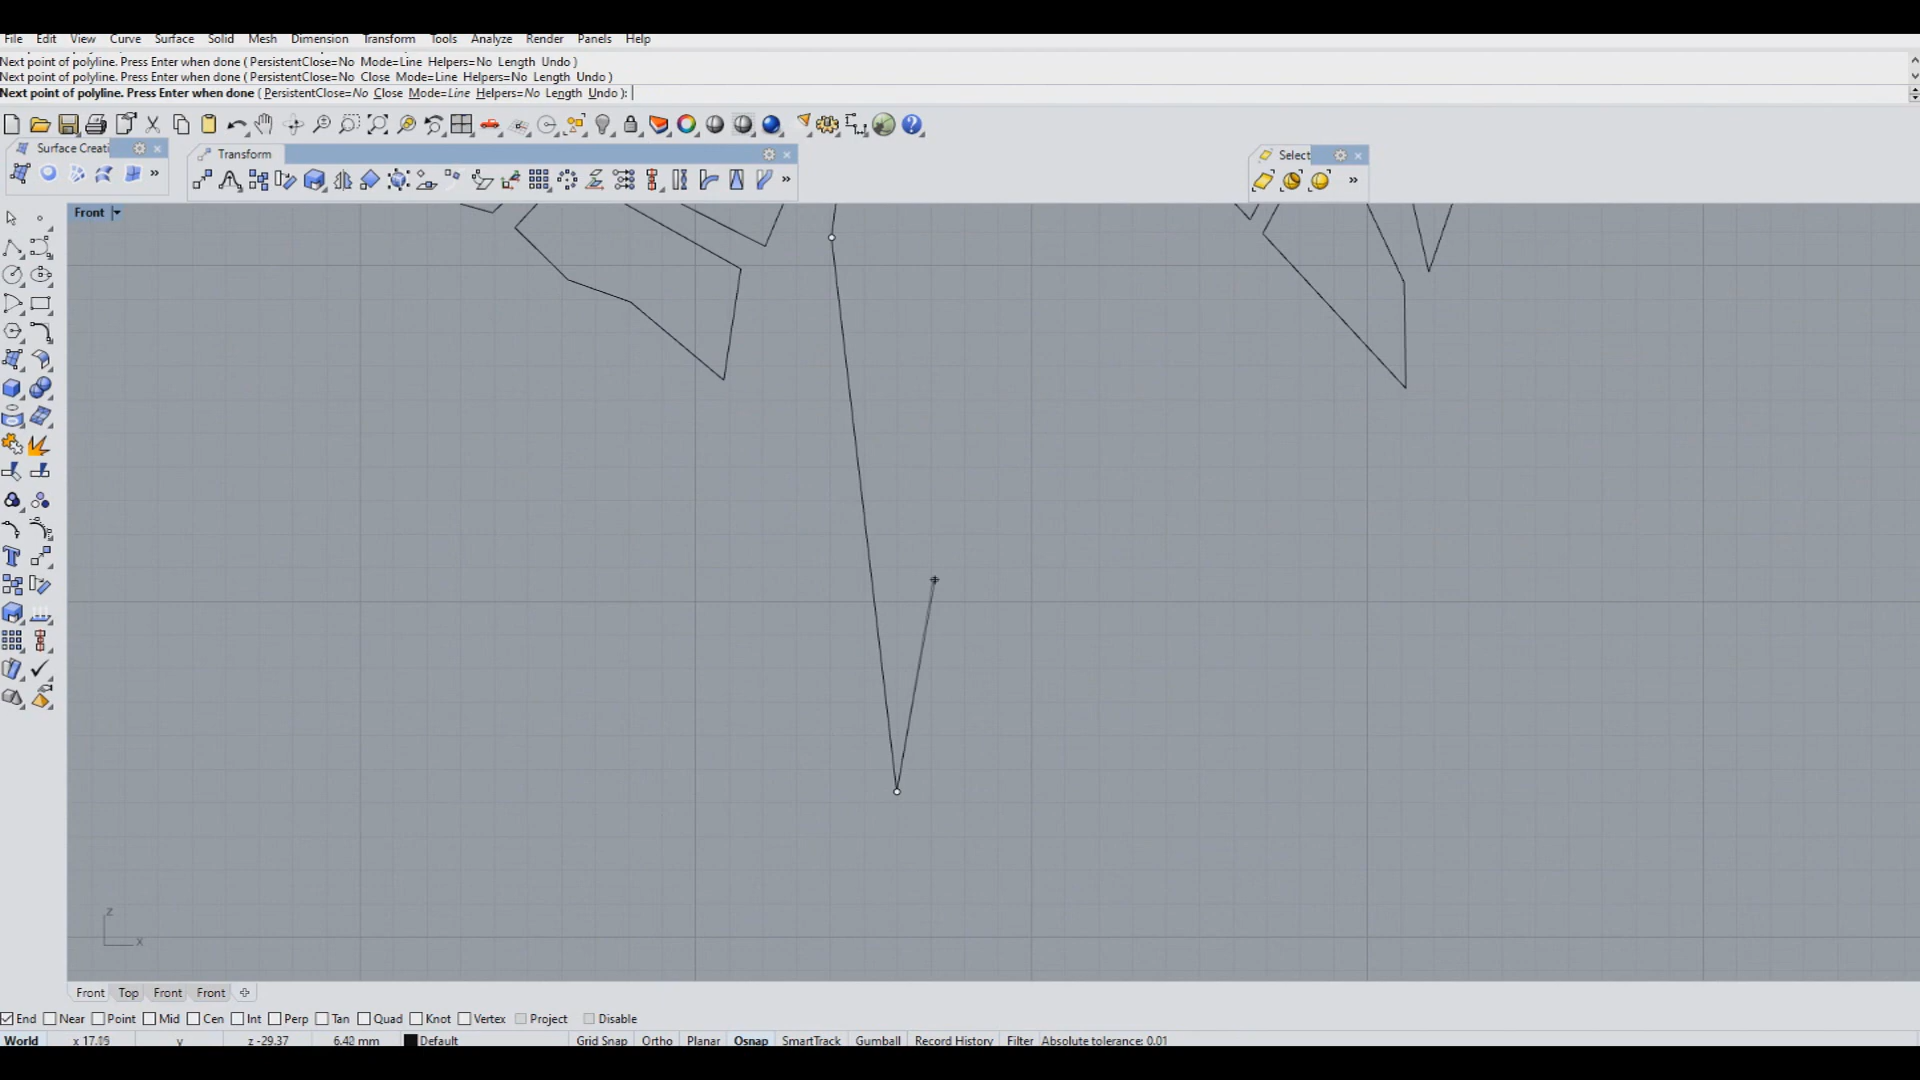 File Edit View Curve Surface Solid Mesh Dimension Transform Tools Analyze Render Panels Help
Next point of polyline. Press Enter when done ( PersistentClose=No Mode=Line Helpers=No Length Undo )
Next point of polyline. Press Enter when done ( PersistentClose=No Close Mode=Line Helpers=No Length Undo )
Next point of polyline. Press Enter when done ( PersistentClose=No Close Mode=Line Helpers=No Length Undo ):
Surface Creati
Transform
Select
Front
z
x
Front Top Front Front
End Near Point Mid Cen Int Perp Tan Quad Knot Vertex Project Disable
World x 17.05 y z -29.37 6.42 mm Default Grid Snap Ortho Planar Osnap SmartTrack Gumball Record History Filter Absolute tolerance: 0.01